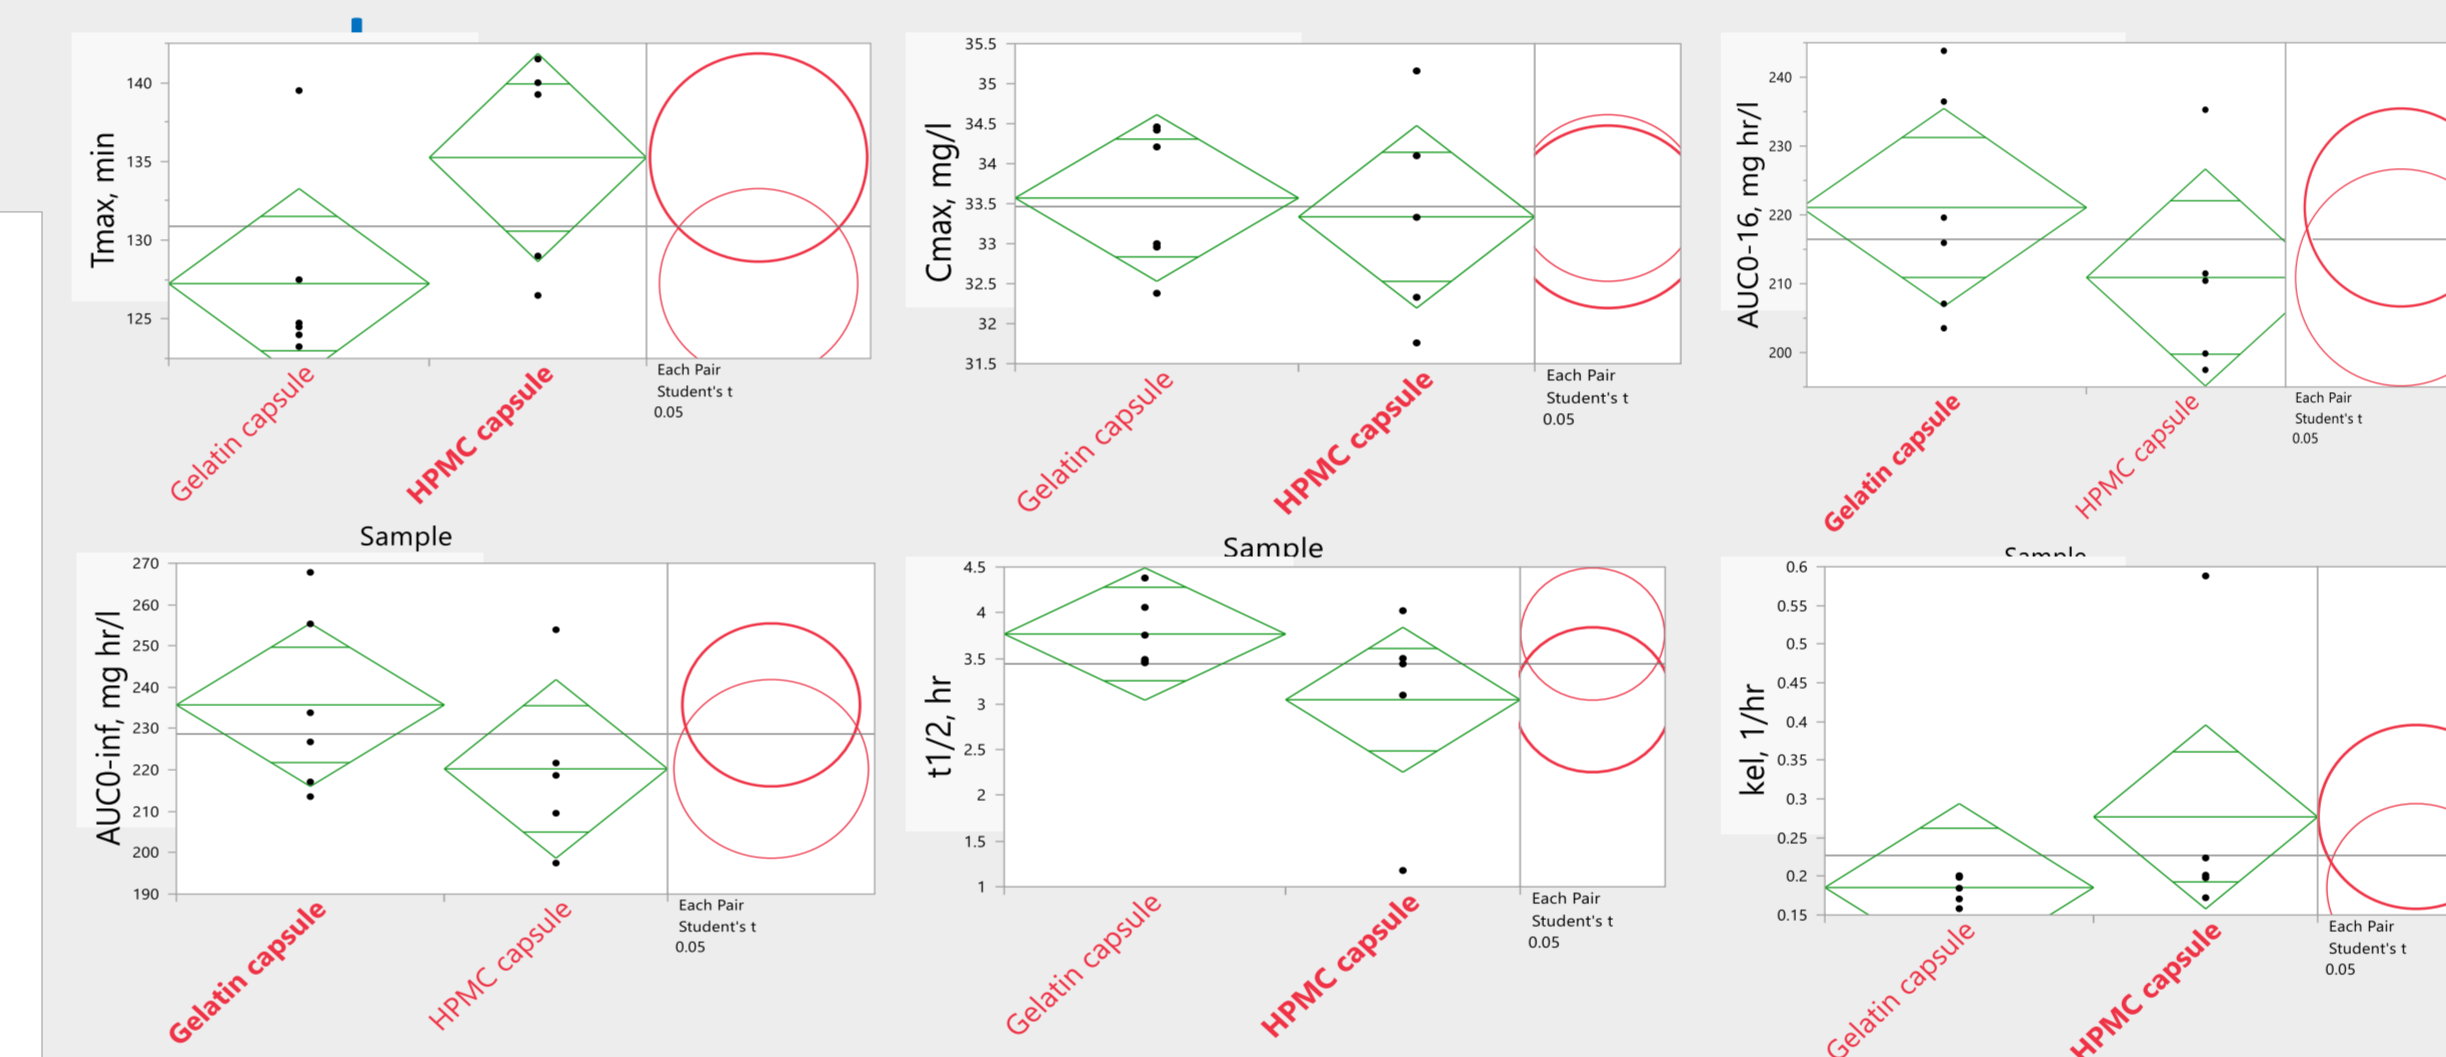 Tmax, min
140
135
130
125
Gelatin capsule
HPMC capsule
Each Pair
Student's t
0.05
Sample
Cmax, mg/l
35.5
35
34.5
34
33.5
33
32.5
32
31.5
Gelatin capsule
HPMC capsule
Each Pair
Student's t
0.05
Sample
AUC0-16, mg hr/l
240
230
220
210
200
Gelatin capsule
HPMC capsule
Each Pair
Student's t
0.05
Sample
AUC0-inf, mg hr/l
270
260
250
240
230
220
210
200
190
Gelatin capsule
HPMC capsule
Each Pair
Student's t
0.05
t1/2, hr
4.5
4
3.5
3
2.5
2
1.5
1
Gelatin capsule
HPMC capsule
Each Pair
Student's t
0.05
kel, 1/hr
0.6
0.55
0.5
0.45
0.4
0.35
0.3
0.25
0.2
0.15
Gelatin capsule
HPMC capsule
Each Pair
Student's t
0.05